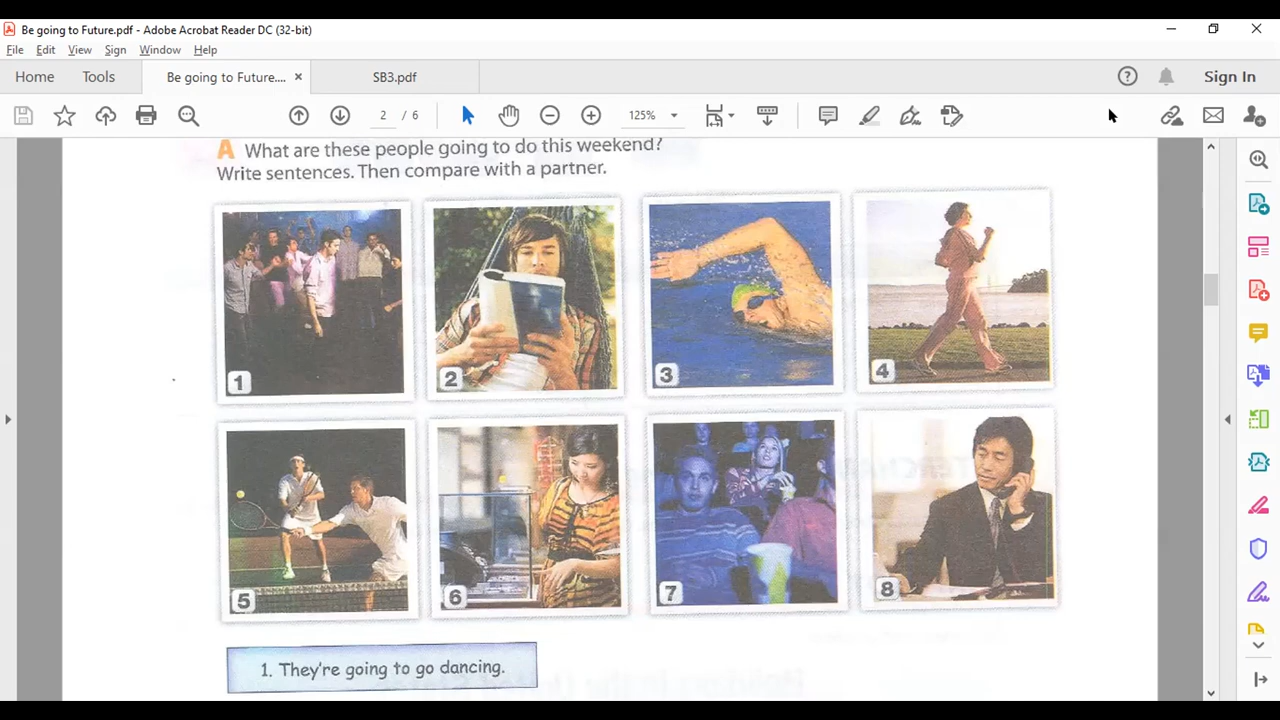 Be going to Future.pdf - Adobe Acrobat Reader DC (32-bit)
File Edit View Sign Window Help
Home Tools Be going to Future.... × SB3.pdf Sign In
2 / 6 125%
A What are these people going to do this weekend?
Write sentences. Then compare with a partner.
1 2 3 4
5 6 7 8
1. They're going to go dancing.